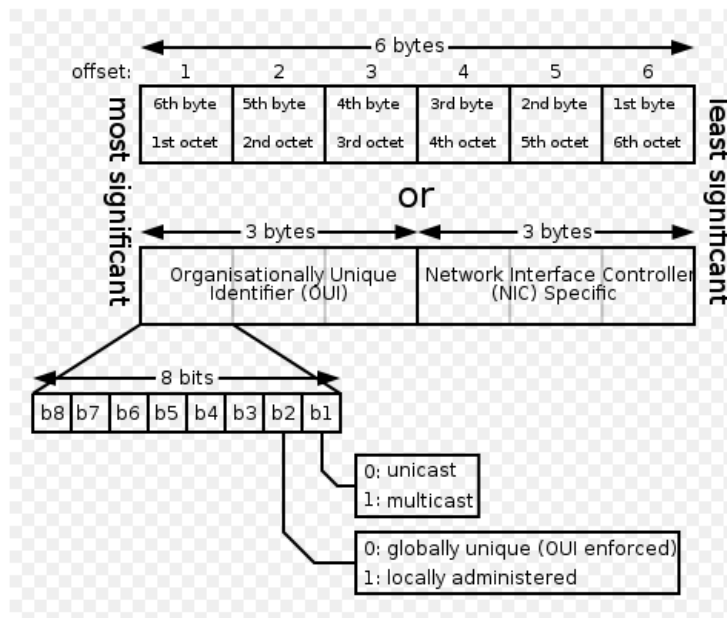 6 bytes
offset: 1 2 3 4 5 6
most significant
6th byte 5th byte 4th byte 3rd byte 2nd byte 1st byte
1st octet 2nd octet 3rd octet 4th octet 5th octet 6th octet
least significant
or
3 bytes 3 bytes
Organisationally Unique
Identifier (OUI)
Network Interface Controller
(NIC) Specific
8 bits
b8 b7 b6 b5 b4 b3 b2 b1
0: unicast
1: multicast
0: globally unique (OUI enforced)
1: locally administered